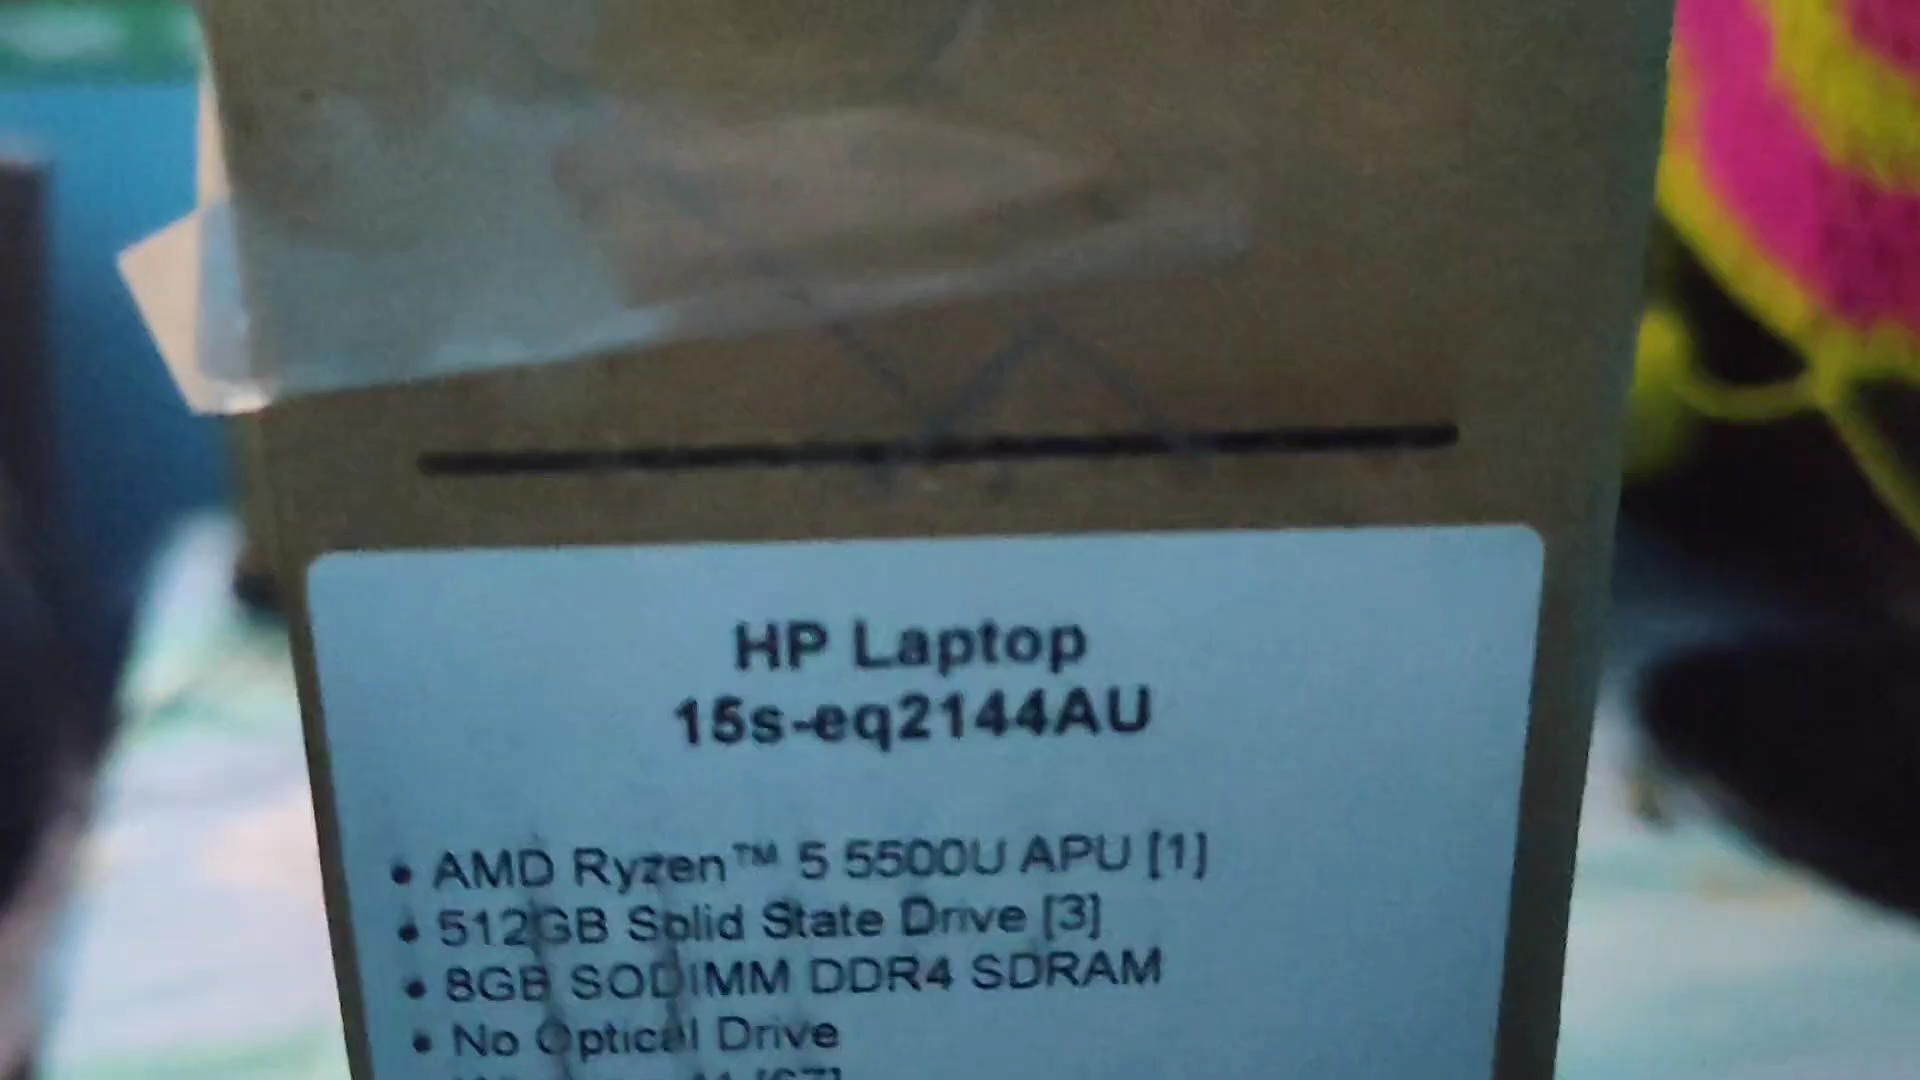 HP Laptop
15s-eq2144AU
• AMD Ryzen™ 5 5500U APU [1]
• 512GB Solid State Drive [3]
• 8GB SODIMM DDR4 SDRAM
• No Optical Drive